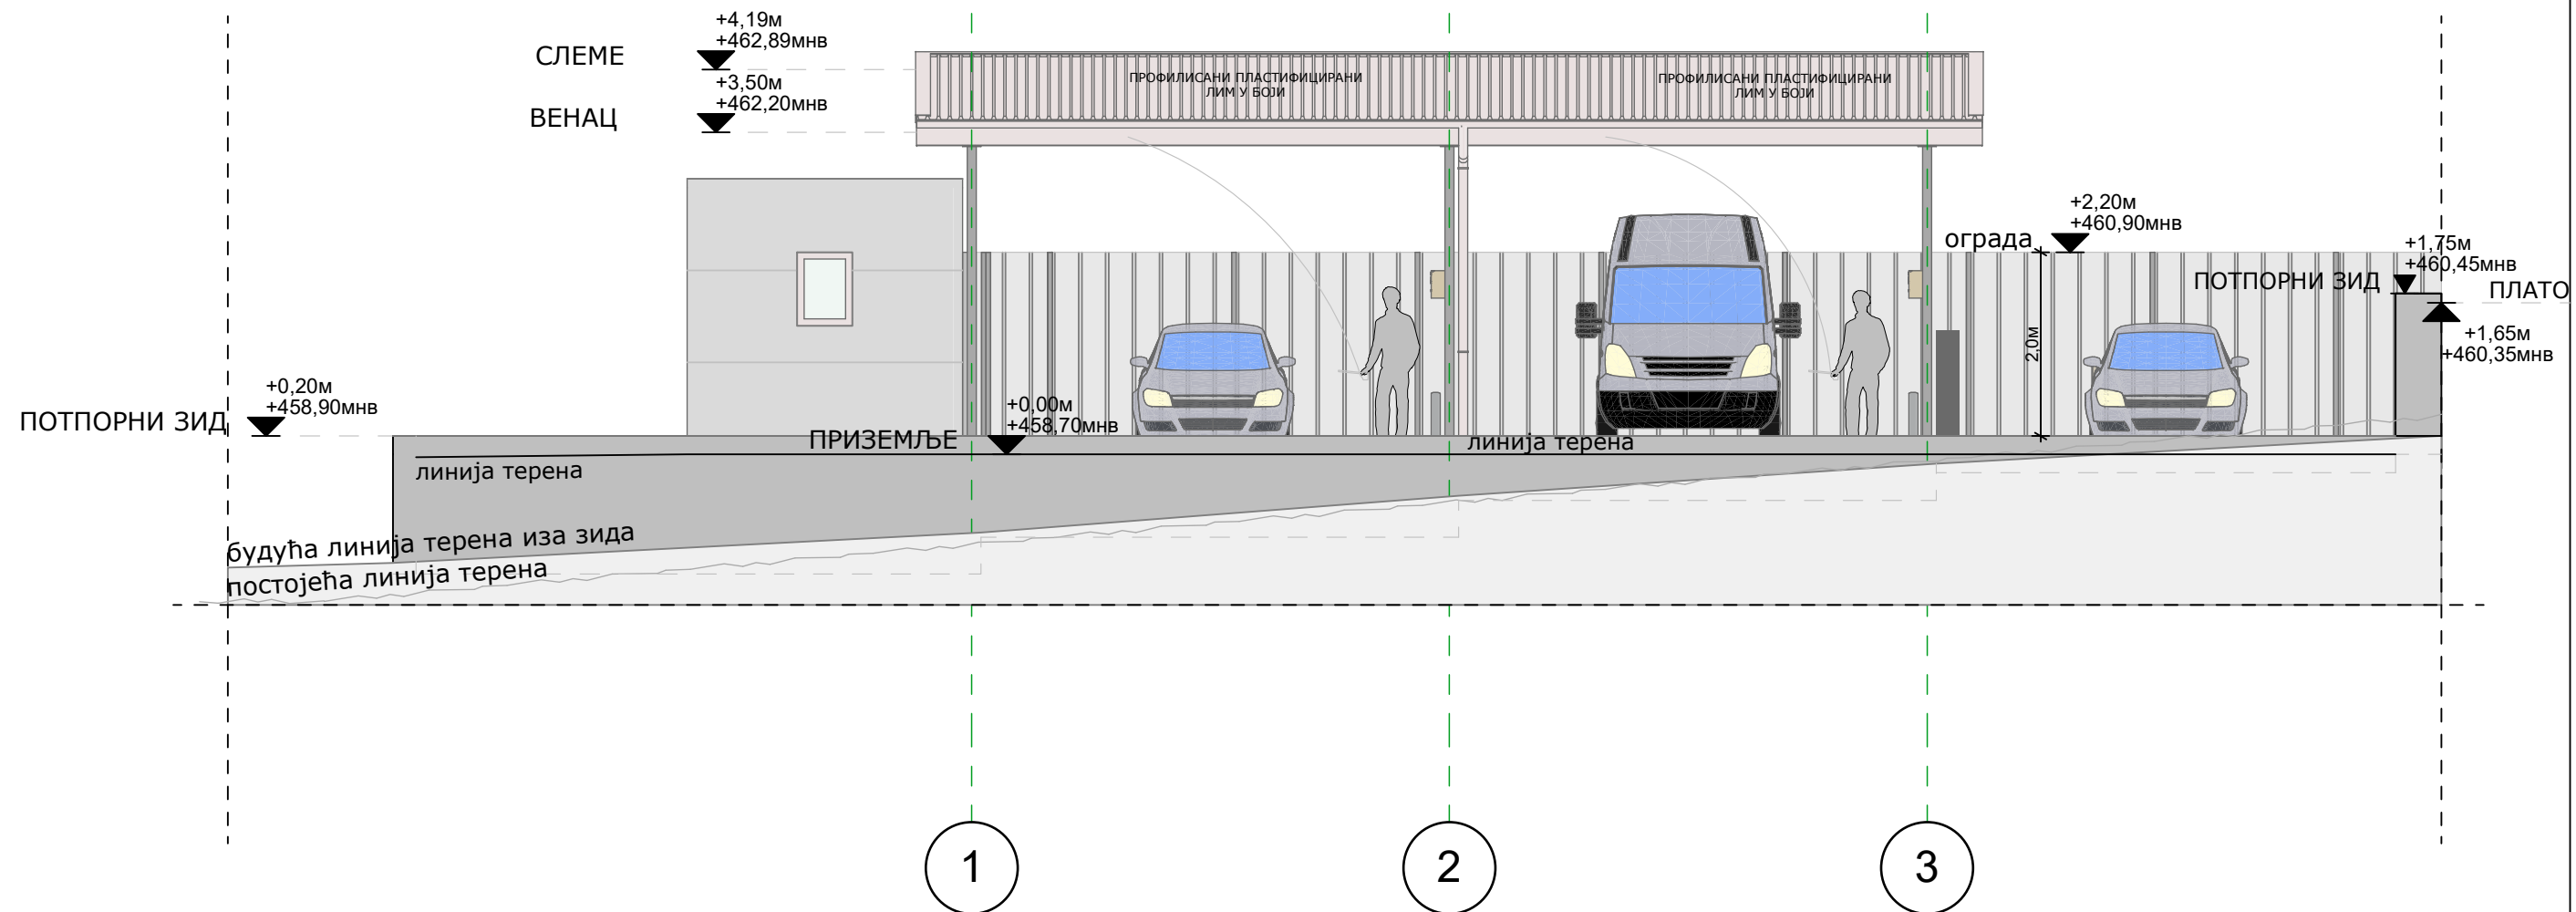 +4,19м
+462,89мнв
СЛЕМЕ
+3,50м
+462,20мнв
ВЕНАЦ
ПРОФИЛИСАНИ ПЛАСТИФИЦИРАНИ
ЛИМ У БОЈИ
ПРОФИЛИСАНИ ПЛАСТИФИЦИРАНИ
ЛИМ У БОЈИ
+2,20м
+460,90мнв
ограда
+1,75м
+460,45мнв
ПОТПОРНИ ЗИД
ПЛАТО
+1,65м
+460,35мнв
2,0м
+0,20м
+458,90мнв
ПОТПОРНИ ЗИД
+0,00м
+458,70мнв
ПРИЗЕМЉЕ
линија терена
линија терена
будућа линија терена иза зида
постојећа линија терена
1
2
3